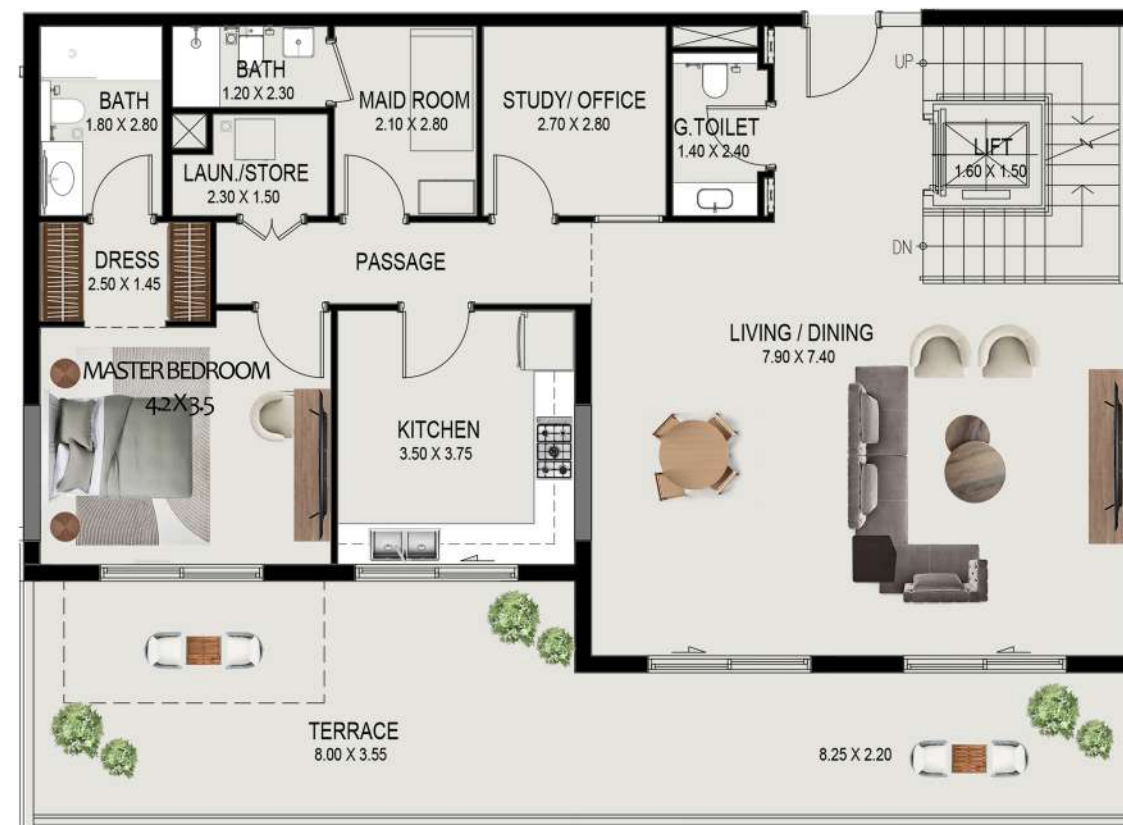 BATH
1.80 X 2.80
BATH
1.20 X 2.30
MAID ROOM
2.10 X 2.80
STUDY/ OFFICE
2.70 X 2.80
G.TOILET
1.40 X 2.40
UP
LIFT
1.60 X 1.50
DN
LAUN./STORE
2.30 X 1.50
DRESS
2.50 X 1.45
PASSAGE
LIVING / DINING
7.90 X 7.40
MASTER BEDROOM
4.2 X 3.5
KITCHEN
3.50 X 3.75
TERRACE
8.00 X 3.55
8.25 X 2.20